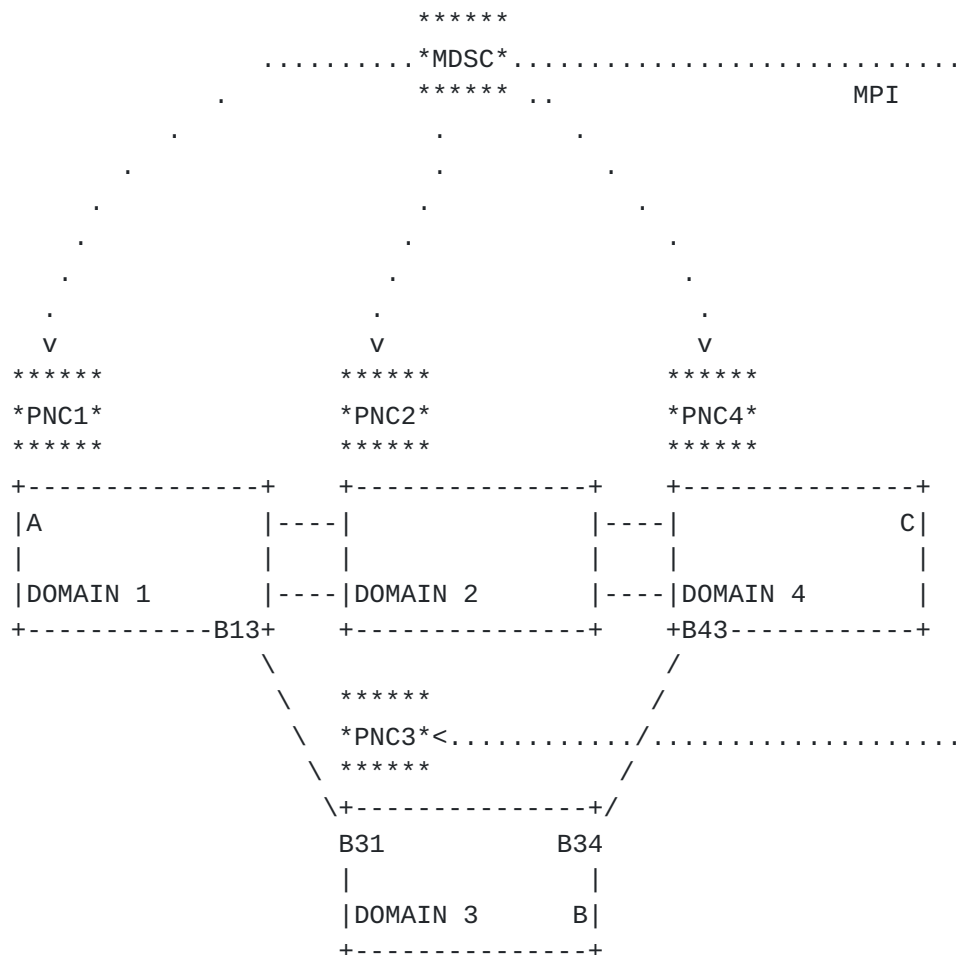 ******
..........*MDSC*.............................
. ****** .. MPI
. . .
. . .
. . .
. . .
. . .
. . .
v v v
****** ****** ******
*PNC1* *PNC2* *PNC4*
****** ****** ******
+---------------+ +---------------+ +---------------+
|A |----| |----| C|
| | | | | |
|DOMAIN 1 |----|DOMAIN 2 |----|DOMAIN 4 |
+------------B13+ +---------------+ +B43------------+
\ /
\ ****** /
\ *PNC3*<............/....................
\ ****** /
\+---------------+/
B31 B34
| |
|DOMAIN 3 B|
+---------------+